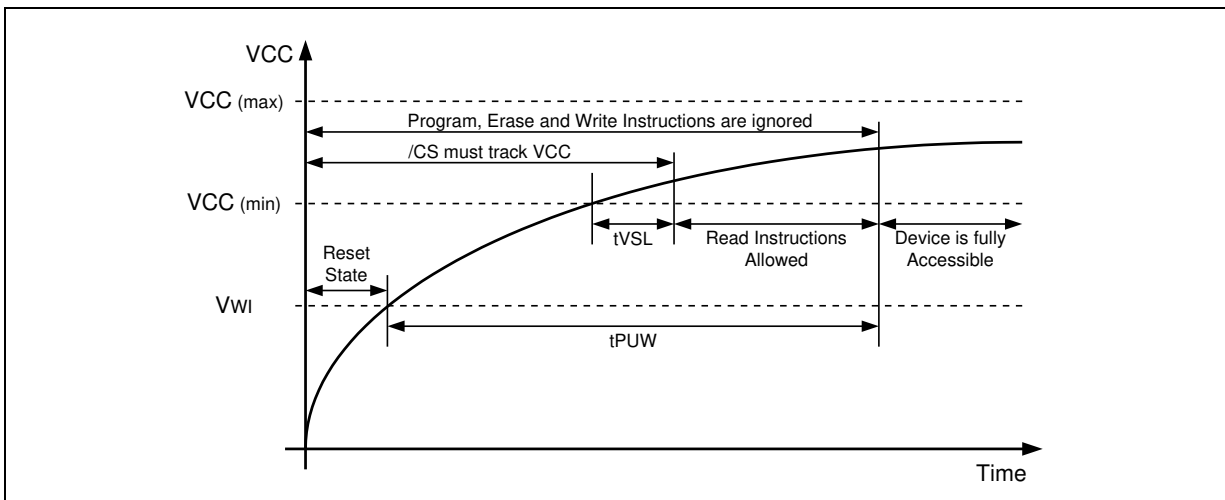 VCC
VCC (max)
Program, Erase and Write Instructions are ignored
/CS must track VCC
VCC (min)
tVSL
Read Instructions
Allowed
Device is fully
Accessible
Reset
State
VWI
tPUW
Time